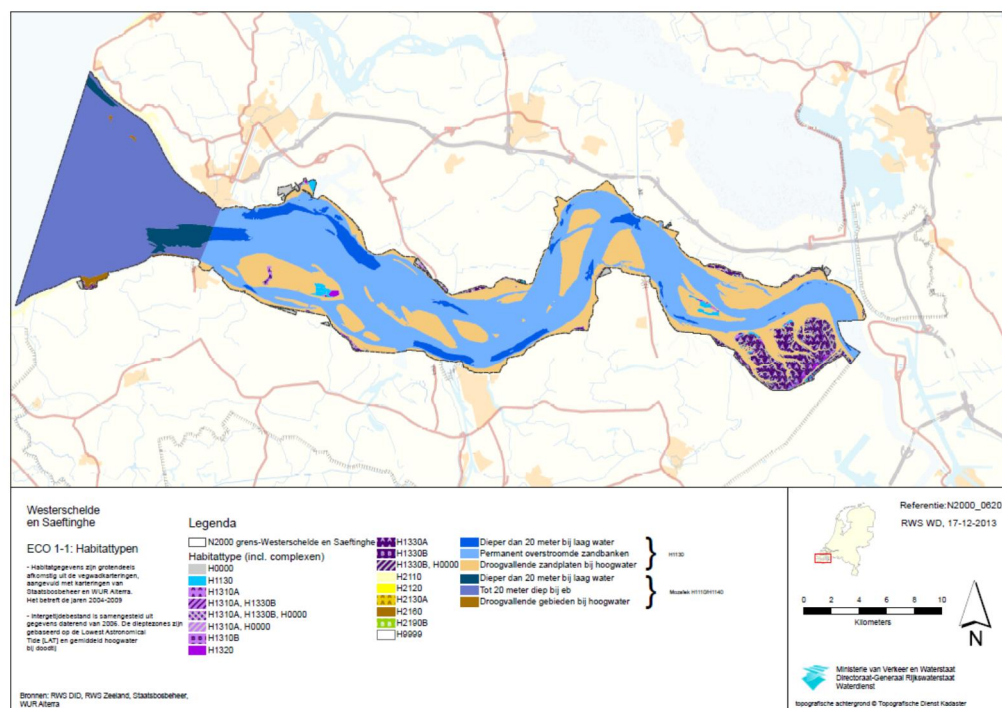 Westerschelde
en Saeftinghe
ECO 1-1: Habitattypen
- Habitatgegevens zijn grotendeels
afkomstig uit de vegwadkarteringen,
aangevuld met karteringen van
Staatsbosbeheer en WUR Alterra.
Het betreft de jaren 2004-2009
- Intergetijdebestand is samengesteld uit
gegevens daterend van 2006. De dieptezones zijn
gebaseerd op de Lowest Astronomical
Tide [LAT] en gemiddeld hoogwater
bij doodtij
Bronnen: RWS DID, RWS Zeeland, Staatsbosbeheer,
WUR Alterra
Legenda
N2000 grens-Westerschelde en Saeftinghe
Habitattype (incl. complexen)
H0000
H1130
H1310A
H1310A, H1330B
H1310A, H1330B, H0000
H1310A, H0000
H1310B
H1320
H1330A
H1330B
H1330B, H0000
H2110
H2120
H2130A
H2160
H2190B
H9999
Dieper dan 20 meter bij laag water
Permanent overstroomde zandbanken
Droogvallende zandplaten bij hoogwater
H1130
Dieper dan 20 meter bij laag water
Tot 20 meter diep bij eb
Droogvallende gebieden bij hoogwater
Mozaiek H1110/H1140
Referentie:N2000_0620
RWS WD, 17-12-2013
10 8 6 4 2 0 10
Kilometers
N
Ministerie van Verkeer en Waterstaat
Directoraat-Generaal Rijkswaterstaat
Waterdienst
topografische achtergrond © Topografische Dienst Kadaster